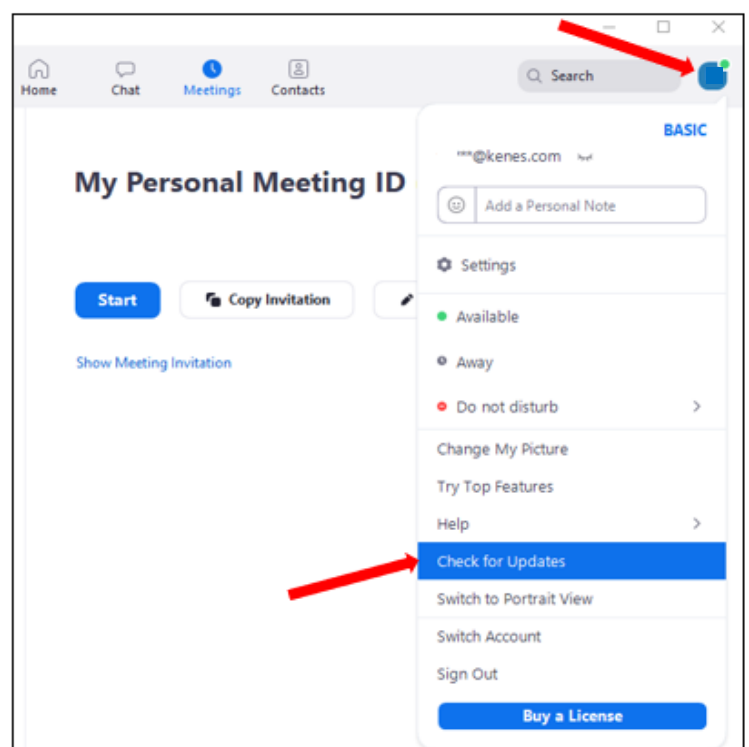 Home Chat Meetings Contacts Search
BASIC
***@kenes.com
My Personal Meeting ID
Add a Personal Note
Settings
Start Copy Invitation
Available
Show Meeting Invitation
Away
Do not disturb
Change My Picture
Try Top Features
Help
Check for Updates
Switch to Portrait View
Switch Account
Sign Out
Buy a License